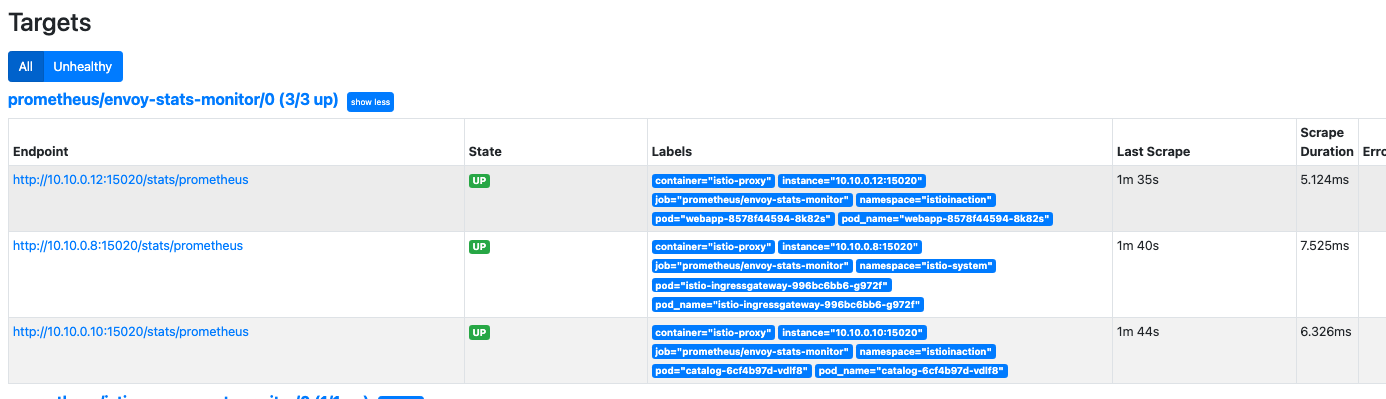 Targets
All Unhealthy
prometheus/envoy-stats-monitor/0 (3/3 up) show less
Endpoint State Labels Last Scrape Scrape Duration Erro
http://10.10.0.12:15020/stats/prometheus UP container="istio-proxy" instance="10.10.0.12:15020" 1m 35s 5.124ms
job="prometheus/envoy-stats-monitor" namespace="istioinaction"
pod="webapp-8578f44594-8k82s" pod_name="webapp-8578f44594-8k82s"
http://10.10.0.8:15020/stats/prometheus UP container="istio-proxy" instance="10.10.0.8:15020" 1m 40s 7.525ms
job="prometheus/envoy-stats-monitor" namespace="istio-system"
pod="istio-ingressgateway-996bc6bb6-g972f"
pod_name="istio-ingressgateway-996bc6bb6-g972f"
http://10.10.0.10:15020/stats/prometheus UP container="istio-proxy" instance="10.10.0.10:15020" 1m 44s 6.326ms
job="prometheus/envoy-stats-monitor" namespace="istioinaction"
pod="catalog-6cf4b97d-vdlf8" pod_name="catalog-6cf4b97d-vdlf8"